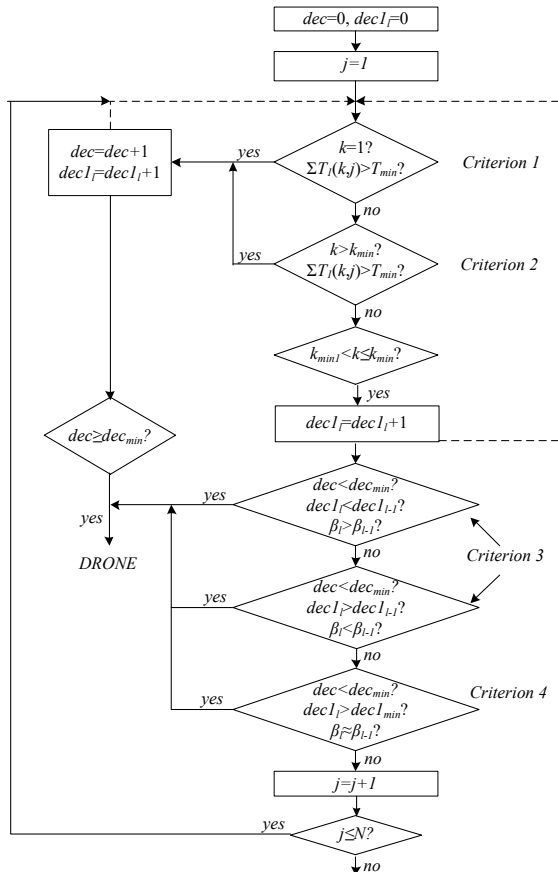 dec=0, dec1l=0
j=1
k=1?
ΣT1(k,j)>Tmin?
yes
Criterion 1
dec=dec+1
dec1l=dec1l+1
no
k>kmin?
ΣT1(k,j)>Tmin?
yes
Criterion 2
no
kmin1<k≤kmin?
yes
dec1l=dec1l+1
dec≥decmin?
dec<decmin?
dec1l<dec1l-1?
βl>βl-1?
yes
yes
DRONE
Criterion 3
no
dec<decmin?
dec1l>dec1l-1?
βl<βl-1?
yes
no
dec<decmin?
dec1l>dec1min?
βl≈βl-1?
yes
Criterion 4
no
j=j+1
yes
j≤N?
no